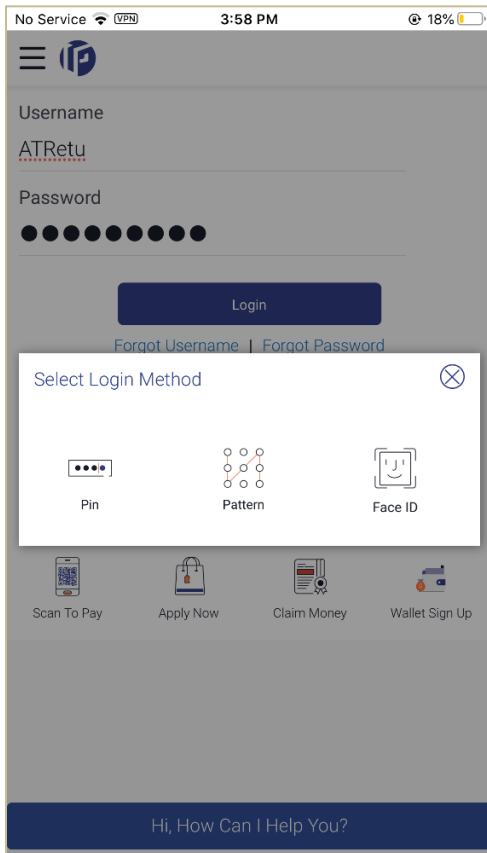 No Service VPN 3:58 PM 18%
Username
ATRetu
Password
●●●●●●●●●
Login
Forgot Username | Forgot Password
Select Login Method
Pin Pattern Face ID
Scan To Pay Apply Now Claim Money Wallet Sign Up
Hi, How Can I Help You?